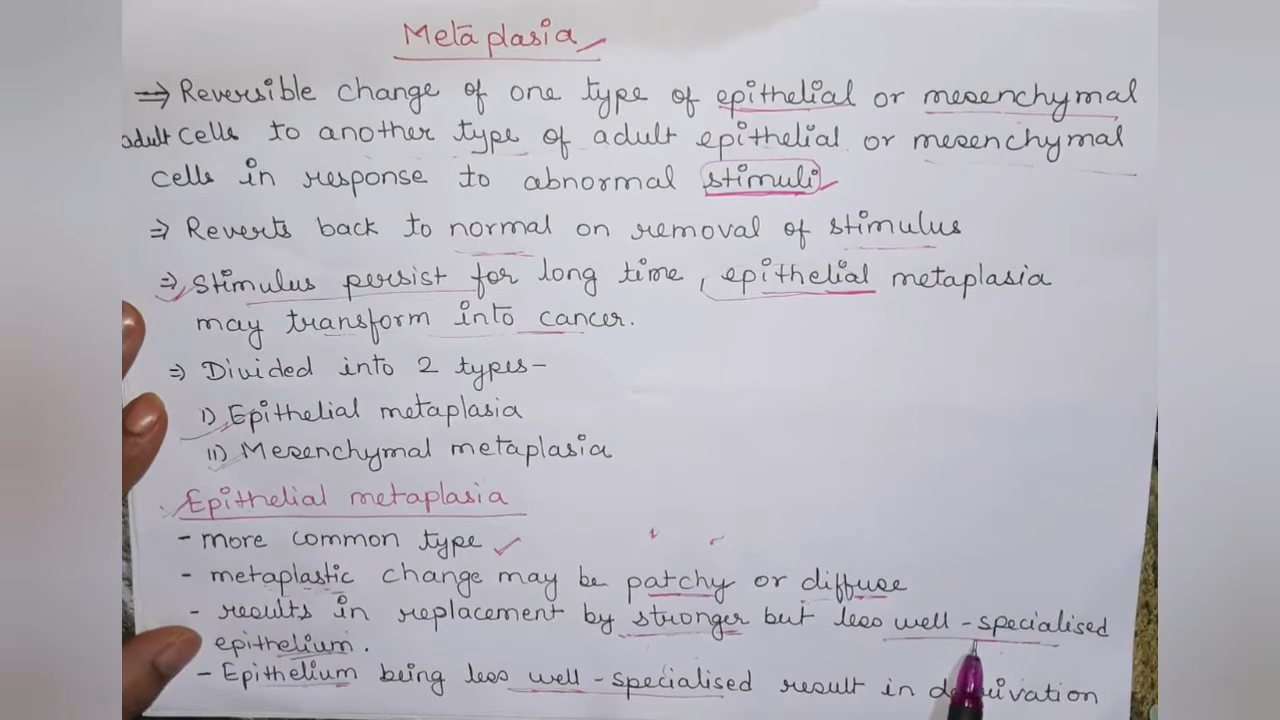 Metaplasia
⇒ Reversible change of one type of epithelial or mesenchymal
adult cells to another type of adult epithelial or mesenchymal
cells in response to abnormal stimuli
⇒ Reverts back to normal on removal of stimulus
⇒ Stimulus persist for long time, epithelial metaplasia
may transform into cancer.
⇒ Divided into 2 types-
i) Epithelial metaplasia
ii) Mesenchymal metaplasia
Epithelial metaplasia
- more common type
- metaplastic change may be patchy or diffuse
- results in replacement by stronger but less well-specialised
epithelium.
- Epithelium being less well-specialised result in